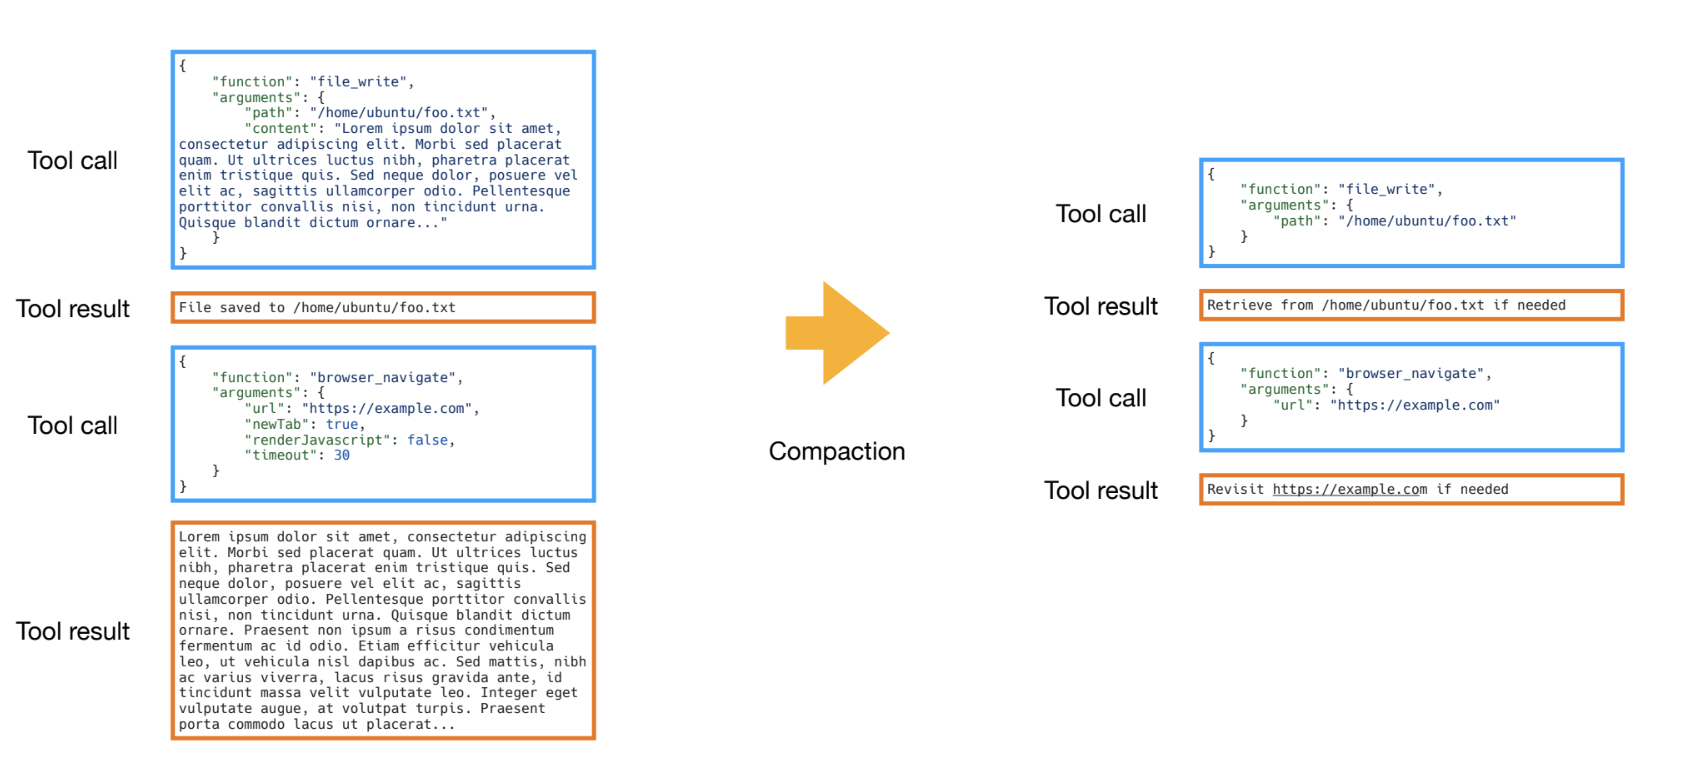 Tool call
{
    "function": "file_write",
    "arguments": {
        "path": "/home/ubuntu/foo.txt",
        "content": "Lorem ipsum dolor sit amet,
consectetur adipiscing elit. Morbi sed placerat
quam. Ut ultrices luctus nibh, pharetra placerat
enim tristique quis. Sed neque dolor, posuere vel
elit ac, sagittis ullamcorper odio. Pellentesque
porttitor convallis nisi, non tincidunt urna.
Quisque blandit dictum ornare..."
    }
}
Tool result
File saved to /home/ubuntu/foo.txt
Tool call
{
    "function": "browser_navigate",
    "arguments": {
        "url": "https://example.com",
        "newTab": true,
        "renderJavascript": false,
        "timeout": 30
    }
}
Tool result
Lorem ipsum dolor sit amet, consectetur adipiscing
elit. Morbi sed placerat quam. Ut ultrices luctus
nibh, pharetra placerat enim tristique quis. Sed
neque dolor, posuere vel elit ac, sagittis
ullamcorper odio. Pellentesque porttitor convallis
nisi, non tincidunt urna. Quisque blandit dictum
ornare. Praesent non ipsum a risus condimentum
fermentum ac id odio. Etiam efficitur vehicula
leo, ut vehicula nisl dapibus ac. Sed mattis, nibh
ac varius viverra, lacus risus gravida ante, id
tincidunt massa velit vulputate leo. Integer eget
vulputate augue, at volutpat turpis. Praesent
porta commodo lacus ut placerat...
Compaction
Tool call
{
    "function": "file_write",
    "arguments": {
        "path": "/home/ubuntu/foo.txt"
    }
}
Tool result
Retrieve from /home/ubuntu/foo.txt if needed
Tool call
{
    "function": "browser_navigate",
    "arguments": {
        "url": "https://example.com"
    }
}
Tool result
Revisit https://example.com if needed